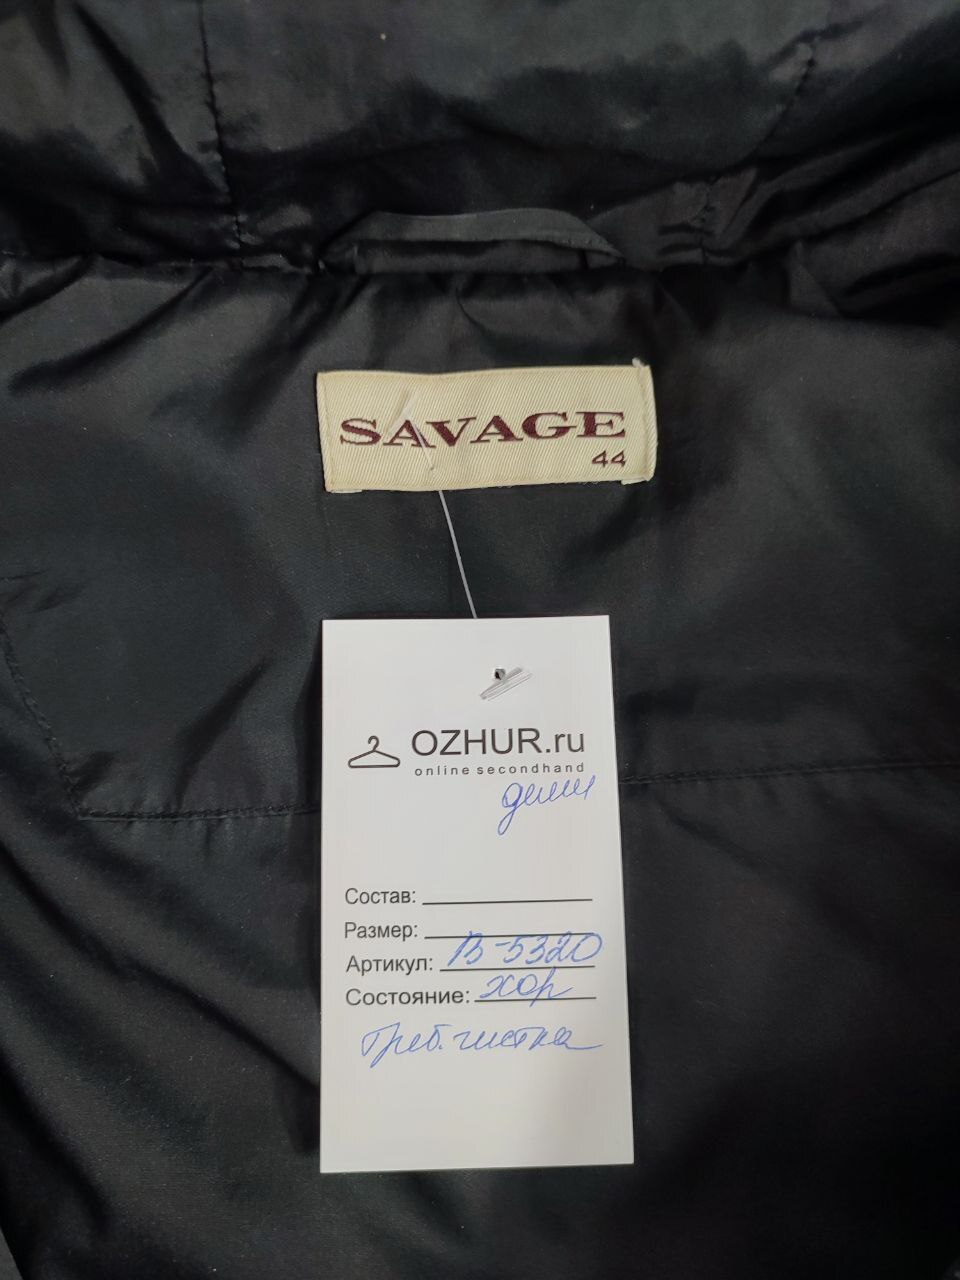 SAVAGE
44
OZHUR.ru
online secondhand
деми
Состав:
Размер:
Артикул: В-5320
Состояние: хор
Треб. чистка